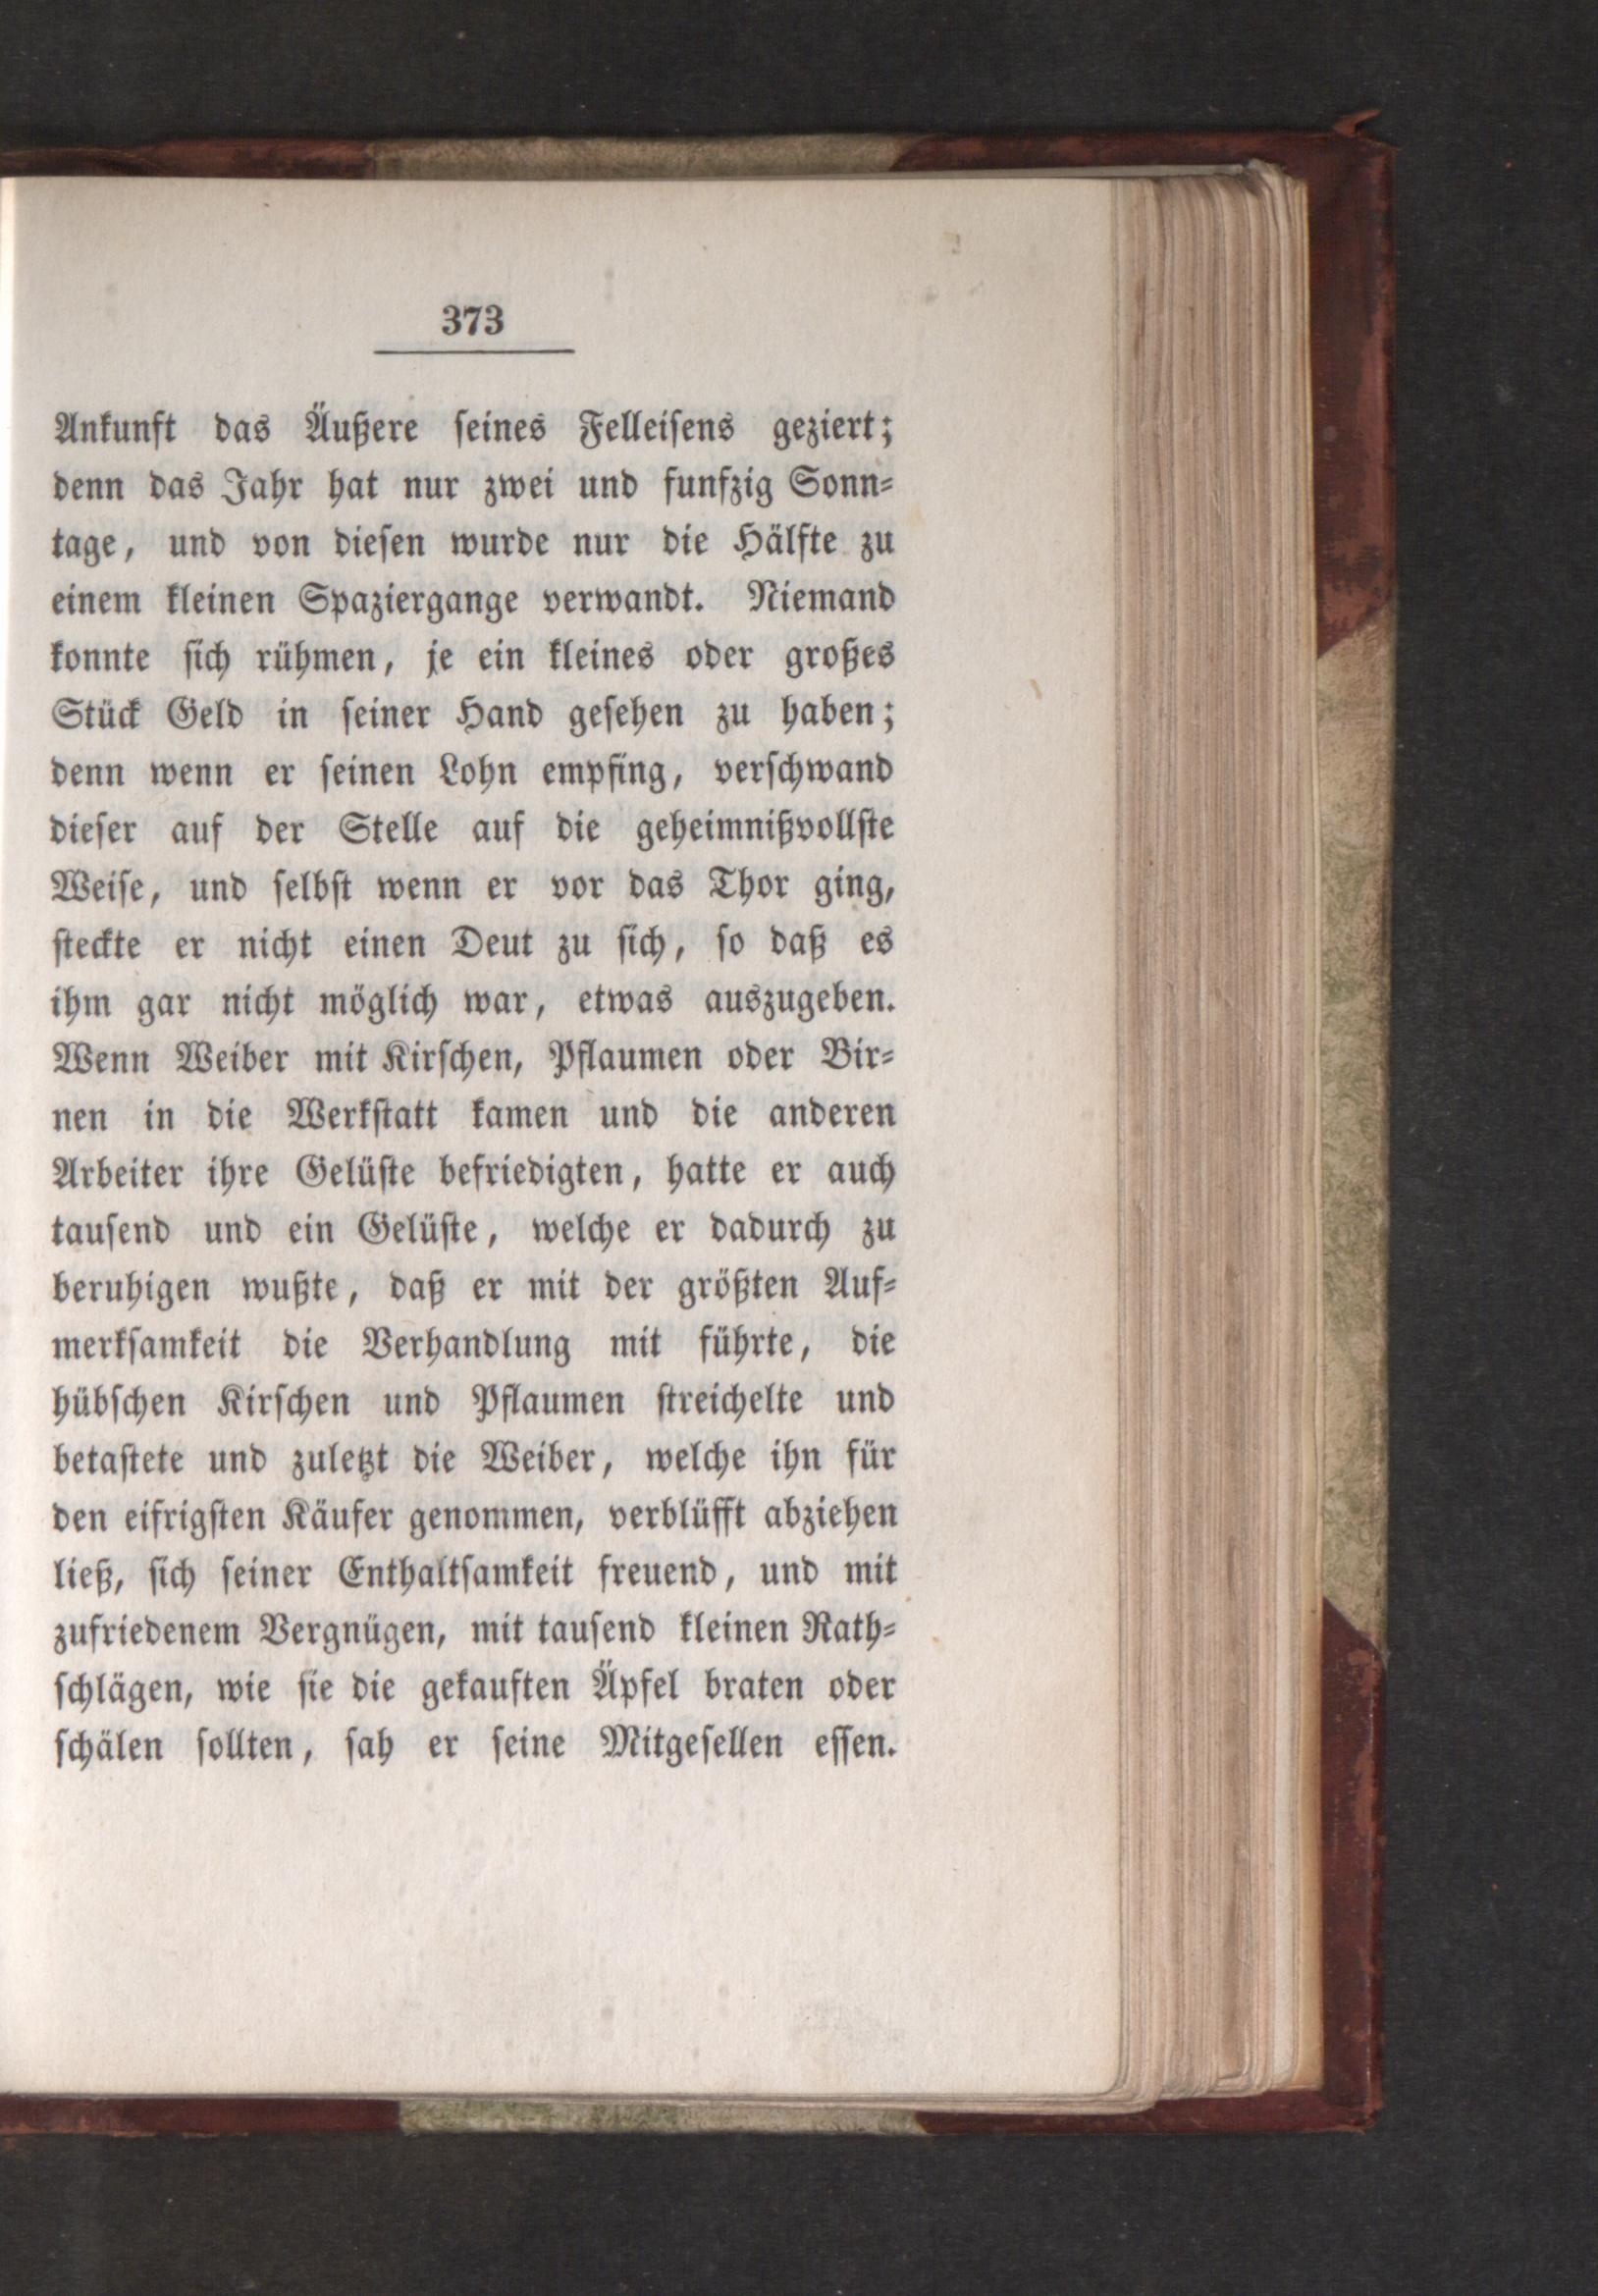 373
Ankunft das Äußere seines Felleisens geziert;
denn das Jahr hat nur zwei und funfzig Sonn-
tage, und von diesen wurde nur die Hälfte zu
einem kleinen Spaziergange verwandt. Niemand
konnte sich rühmen, je ein kleines oder großes
Stück Geld in seiner Hand gesehen zu haben;
denn wenn er seinen Lohn empfing, verschwand
dieser auf der Stelle auf die geheimnißvollste
Weise, und selbst wenn er vor das Thor ging,
steckte er nicht einen Deut zu sich, so daß es
ihm gar nicht möglich war, etwas auszugeben.
Wenn Weiber mit Kirschen, Pflaumen oder Bir-
nen in die Werkstatt kamen und die anderen
Arbeiter ihre Gelüste befriedigten, hatte er auch
tausend und ein Gelüste, welche er dadurch zu
beruhigen wußte, daß er mit der größten Auf-
merksamkeit die Verhandlung mit führte, die
hübschen Kirschen und Pflaumen streichelte und
betastete und zuletzt die Weiber, welche ihn für
den eifrigsten Käufer genommen, verblüfft abziehen
ließ, sich seiner Enthaltsamkeit freuend, und mit
zufriedenem Vergnügen, mit tausend kleinen Rath-
schlägen, wie sie die gekauften Äpfel braten oder
schälen sollten, sah er seine Mitgesellen essen.